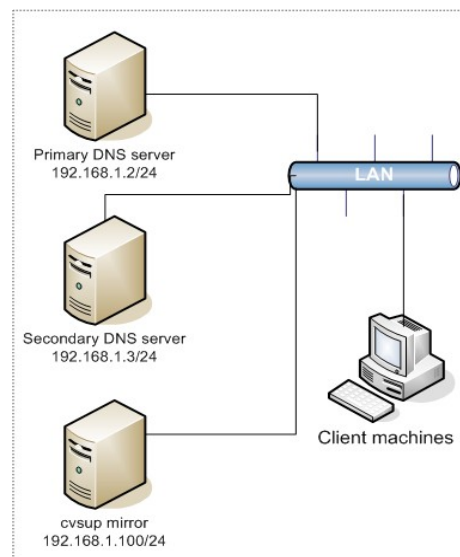 Primary DNS server
192.168.1.2/24
LAN
Secondary DNS server
192.168.1.3/24
Client machines
cvsup mirror
192.168.1.100/24